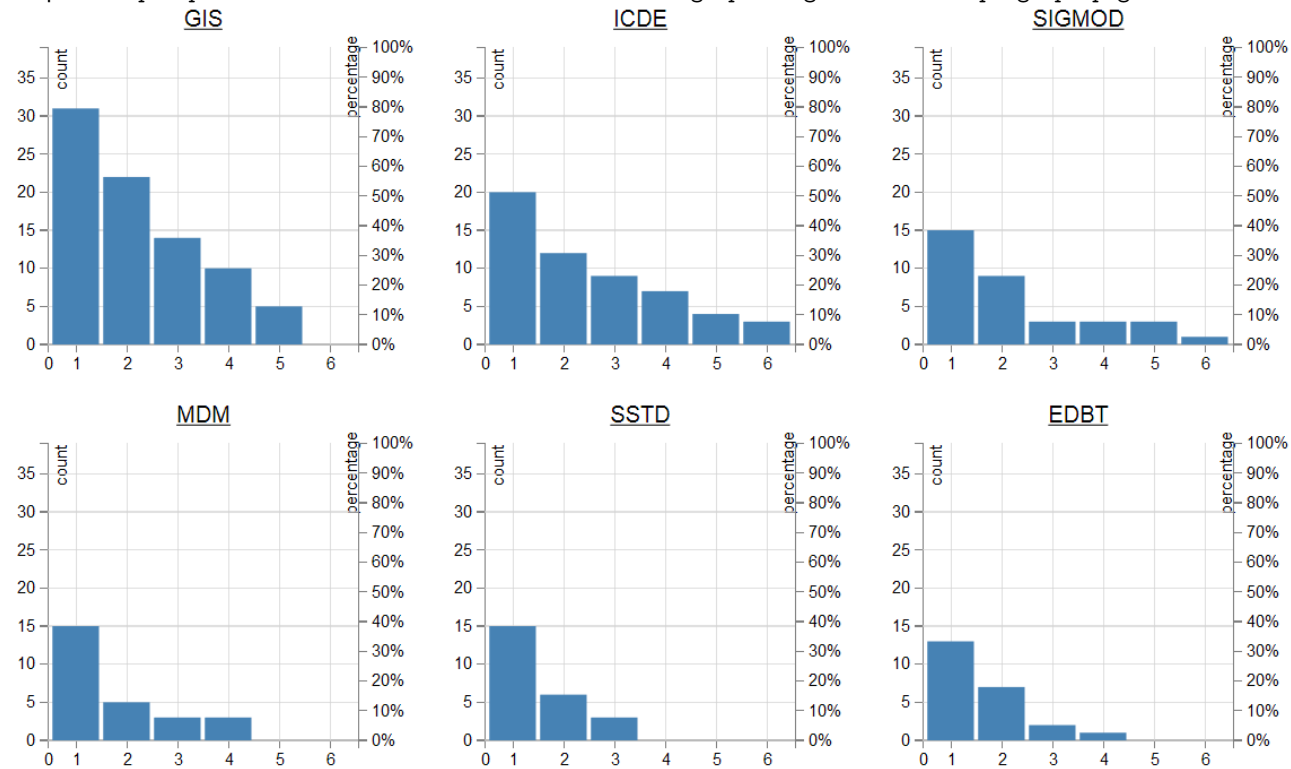 GIS ICDE SIGMOD
count percentage 100% count percentage 100% count percentage 100%
35 90% 35 90% 35 90%
30 80% 30 80% 30 80%
70% 70% 70%
25 60% 25 60% 25 60%
20 50% 20 50% 20 50%
15 40% 15 40% 15 40%
10 30% 10 30% 10 30%
20% 20% 20%
5 10% 5 10% 5 10%
0 0% 0 0% 0 0%
0 1 2 3 4 5 6 0 1 2 3 4 5 6 0 1 2 3 4 5 6
MDM SSTD EDBT
count percentage 100% count percentage 100% count percentage 100%
35 90% 35 90% 35 90%
30 80% 30 80% 30 80%
70% 70% 70%
25 60% 25 60% 25 60%
20 50% 20 50% 20 50%
15 40% 15 40% 15 40%
10 30% 10 30% 10 30%
20% 20% 20%
5 10% 5 10% 5 10%
0 0% 0 0% 0 0%
0 1 2 3 4 5 6 0 1 2 3 4 5 6 0 1 2 3 4 5 6